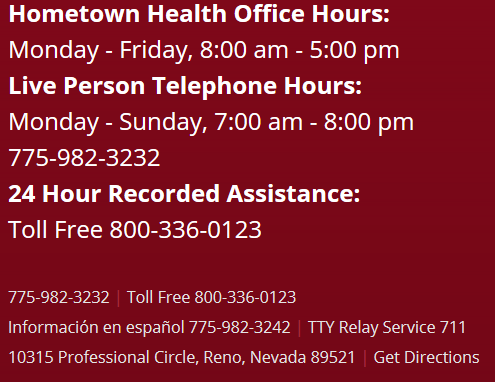 Hometown Health Office Hours:
Monday - Friday, 8:00 am - 5:00 pm
Live Person Telephone Hours:
Monday - Sunday, 7:00 am - 8:00 pm
775-982-3232
24 Hour Recorded Assistance:
Toll Free 800-336-0123
775-982-3232 | Toll Free 800-336-0123
Información en español 775-982-3242 | TTY Relay Service 711
10315 Professional Circle, Reno, Nevada 89521 | Get Directions